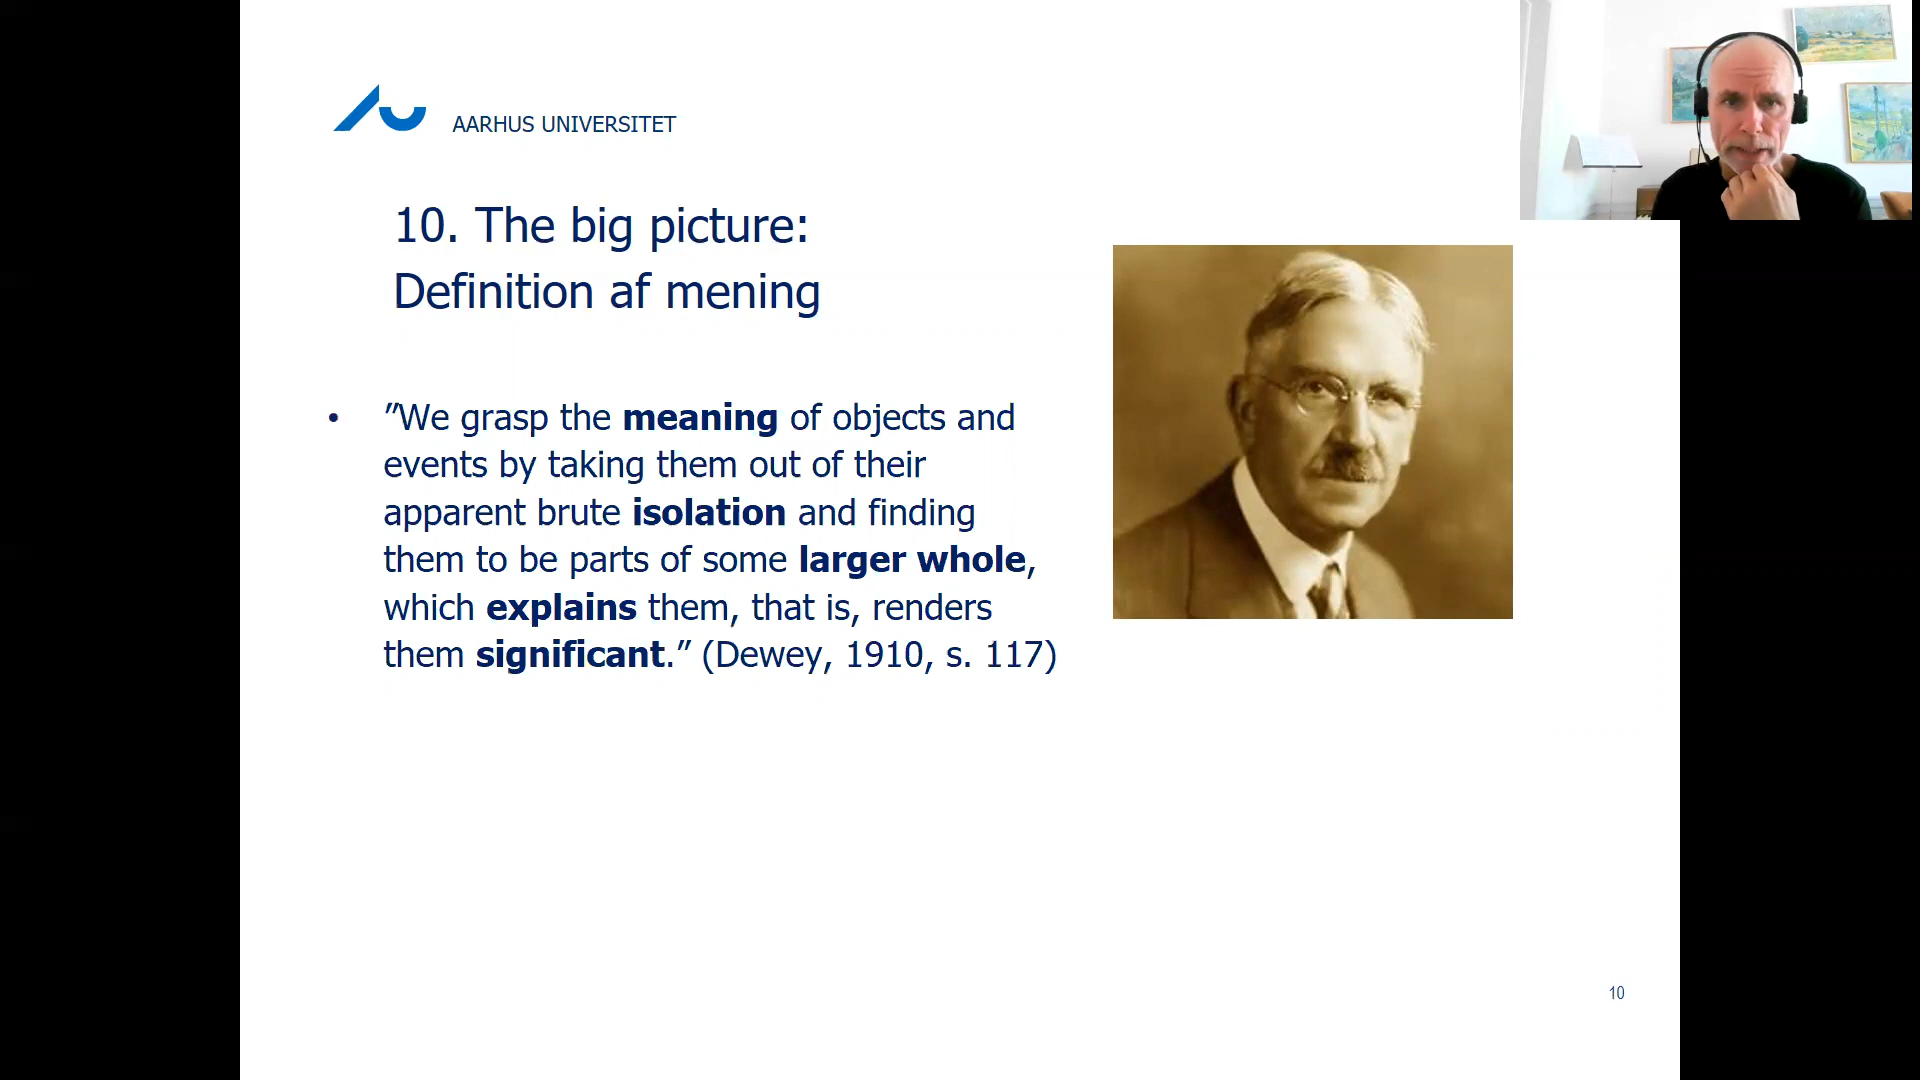 AARHUS UNIVERSITET
10. The big picture:
Definition af mening
• ”We grasp the meaning of objects and
events by taking them out of their
apparent brute isolation and finding
them to be parts of some larger whole,
which explains them, that is, renders
them significant.” (Dewey, 1910, s. 117)
10